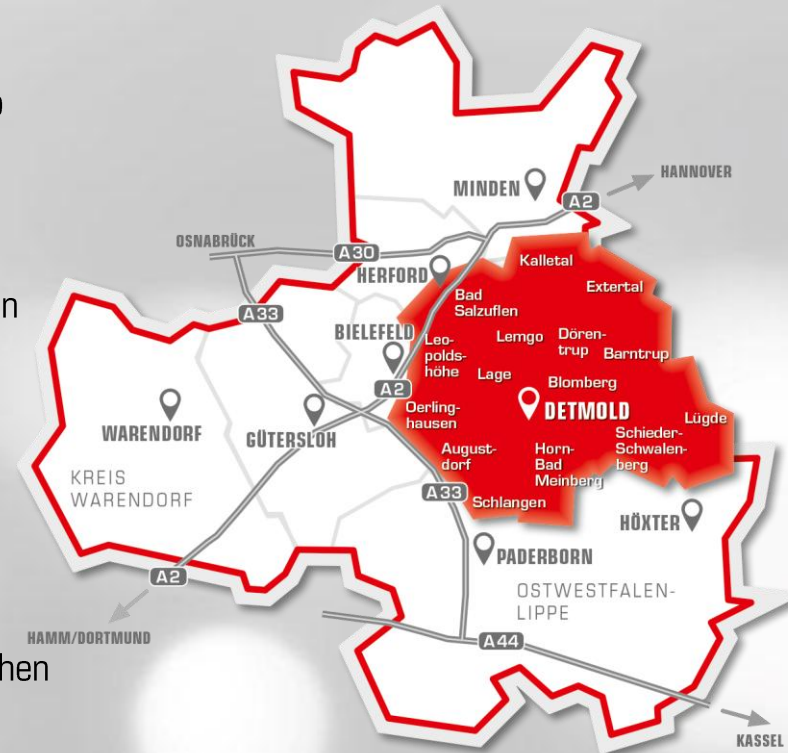 MINDEN
A2
HANNOVER
OSNABRÜCK
A30
HERFORD
Kalletal
Extertal
Bad
Salzuflen
A33
BIELEFELD
Leo-
polds-
höhe
Lemgo
Dören-
trup
Barntrup
A2
Lage
Blomberg
WARENDORF
GÜTERSLOH
Oerling-
hausen
DETMOLD
Lügde
Schieder-
Schwalen-
berg
August-
dorf
Horn-
Bad
Meinberg
KREIS
WARENDORF
A33
Schlangen
HÖXTER
PADERBORN
A2
OSTWESTFALEN-
LIPPE
HAMM/DORTMUND
A44
KASSEL